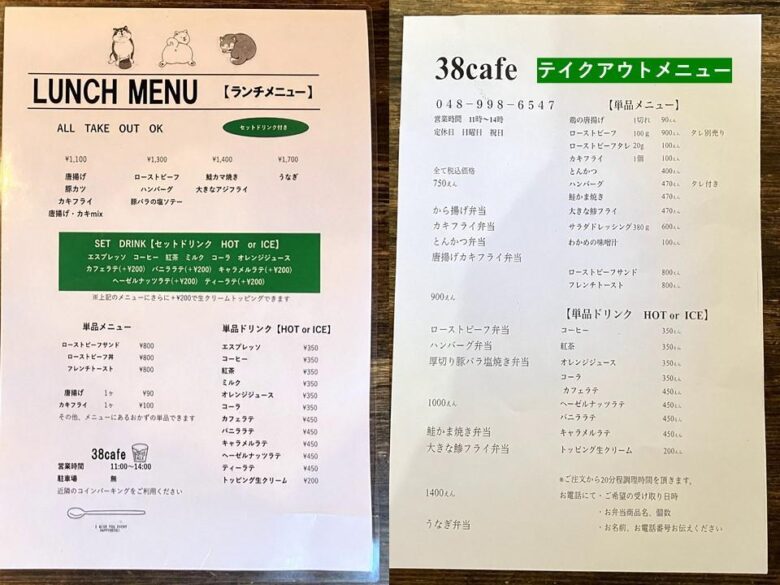 LUNCH MENU 【ランチメニュー】
ALL TAKE OUT OK
セットドリンク付き
¥1,100 ¥1,300 ¥1,400 ¥1,700
唐揚げ ローストビーフ 鮭カマ焼き うなぎ
豚カツ ハンバーグ 大きなアジフライ
カキフライ 豚バラの塩ソテー
唐揚げ・カキmix
SET DRINK【セットドリンク HOT or ICE】
エスプレッソ コーヒー 紅茶 ミルク コーラ オレンジジュース
カフェラテ(+¥200) バニララテ(+¥200) キャラメルラテ(+¥200)
ヘーゼルナッツラテ(+¥200) ティーラテ(+¥200)
※上記のメニューにさらに+¥200で生クリームトッピングできます
単品メニュー
ローストビーフサンド ¥800
ローストビーフ丼 ¥800
フレンチトースト ¥800
唐揚げ 1ヶ ¥90
カキフライ 1ヶ ¥100
その他、メニューにあるおかずの単品できます
38cafe
営業時間 11:00~14:00
駐車場 無
近隣のコインパーキングをご利用ください
単品ドリンク【HOT or ICE】
エスプレッソ ¥350
コーヒー ¥350
紅茶 ¥350
ミルク ¥350
オレンジジュース ¥350
コーラ ¥350
カフェラテ ¥450
バニララテ ¥450
キャラメルラテ ¥450
ヘーゼルナッツラテ ¥450
ティーラテ ¥450
トッピング生クリーム ¥200
38cafe テイクアウトメニュー
048-998-6547
営業時間 11時~14時
定休日 日曜日 祝日
全て税込価格
750えん
から揚げ弁当
カキフライ弁当
とんかつ弁当
唐揚げカキフライ弁当
900えん
ローストビーフ弁当
ハンバーグ弁当
厚切り豚バラ塩焼き弁当
1000えん
鮭かま焼き弁当
大きな鯵フライ弁当
1400えん
うなぎ弁当
【単品メニュー】
鶏の唐揚げ 1切れ 90えん
ローストビーフ 100g 900えん タレ別売り
ローストビーフタレ 20g 100えん
カキフライ 1個 100えん
とんかつ 400えん
ハンバーグ 470えん タレ付き
鮭かま焼き 470えん
大きな鯵フライ 470えん
サラダドレッシング 380g 600えん
わかめの味噌汁 100えん
ローストビーフサンド 800えん
フレンチトースト 800えん
【単品ドリンク HOT or ICE】
コーヒー 350えん
紅茶 350えん
オレンジジュース 350えん
コーラ 350えん
カフェラテ 450えん
ヘーゼルナッツラテ 450えん
バニララテ 450えん
キャラメルラテ 450えん
トッピング生クリーム 200えん
*ご注文から20分程調理時間を頂きます。
お電話にて・ご希望の受け取り日時
・お弁当商品名、個数
・お名前、お電話番号お伝えください